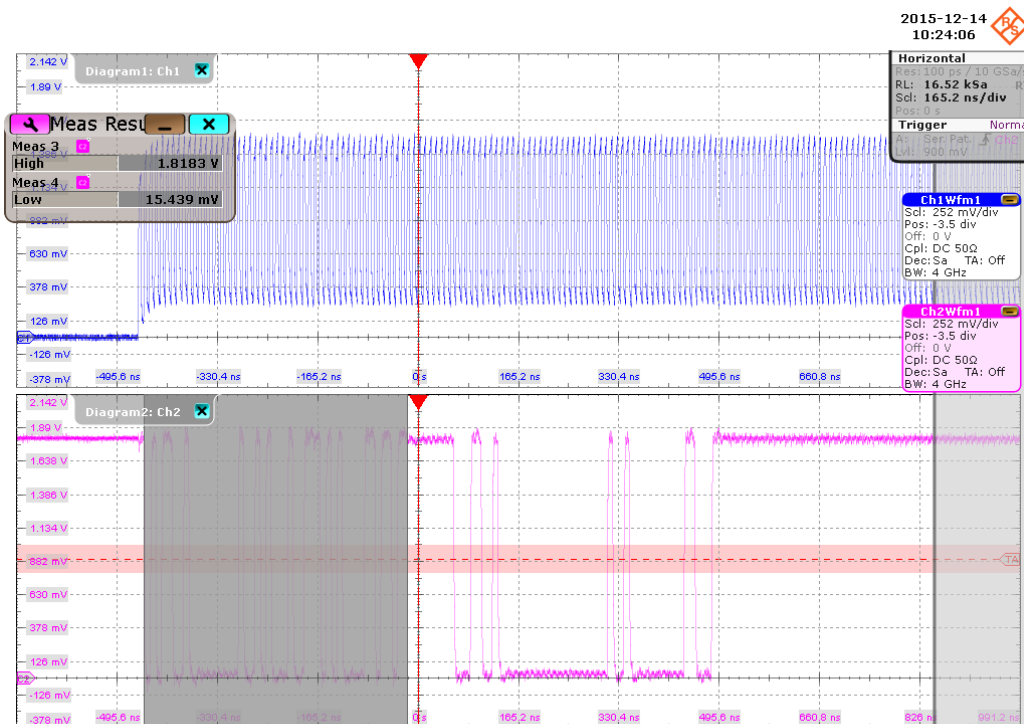 2015-12-14
10:24:06
Horizontal
Res: 100 ps / 10 GSa/s
RL: 16.52 kSa
Scl: 165.2 ns/div
Pos: 0 s
Trigger Norma
A: Ser. Pat. Ch2
Lvl: 900 mV
Diagram1: Ch1
2.142 V
1.89 V
Meas Resu
Meas 3 C2
High 1.8183 V
Meas 4 C2
Low 15.439 mV
882 mV
630 mV
378 mV
126 mV
C1
-126 mV
-378 mV
-495.6 ns
-330.4 ns
-165.2 ns
0 s
165.2 ns
330.4 ns
495.6 ns
660.8 ns
Ch1Wfm1
Scl: 252 mV/div
Pos: -3.5 div
Off: 0 V
Cpl: DC 50Ω
Dec: Sa TA: Off
BW: 4 GHz
Ch2Wfm1
Scl: 252 mV/div
Pos: -3.5 div
Off: 0 V
Cpl: DC 50Ω
Dec: Sa TA: Off
BW: 4 GHz
Diagram2: Ch2
2.142 V
1.89 V
1.638 V
1.386 V
1.134 V
882 mV
630 mV
378 mV
126 mV
C2
-126 mV
-378 mV
TA
-495.6 ns
-330.4 ns
-165.2 ns
0 s
165.2 ns
330.4 ns
495.6 ns
660.8 ns
826 n
991.2 ns